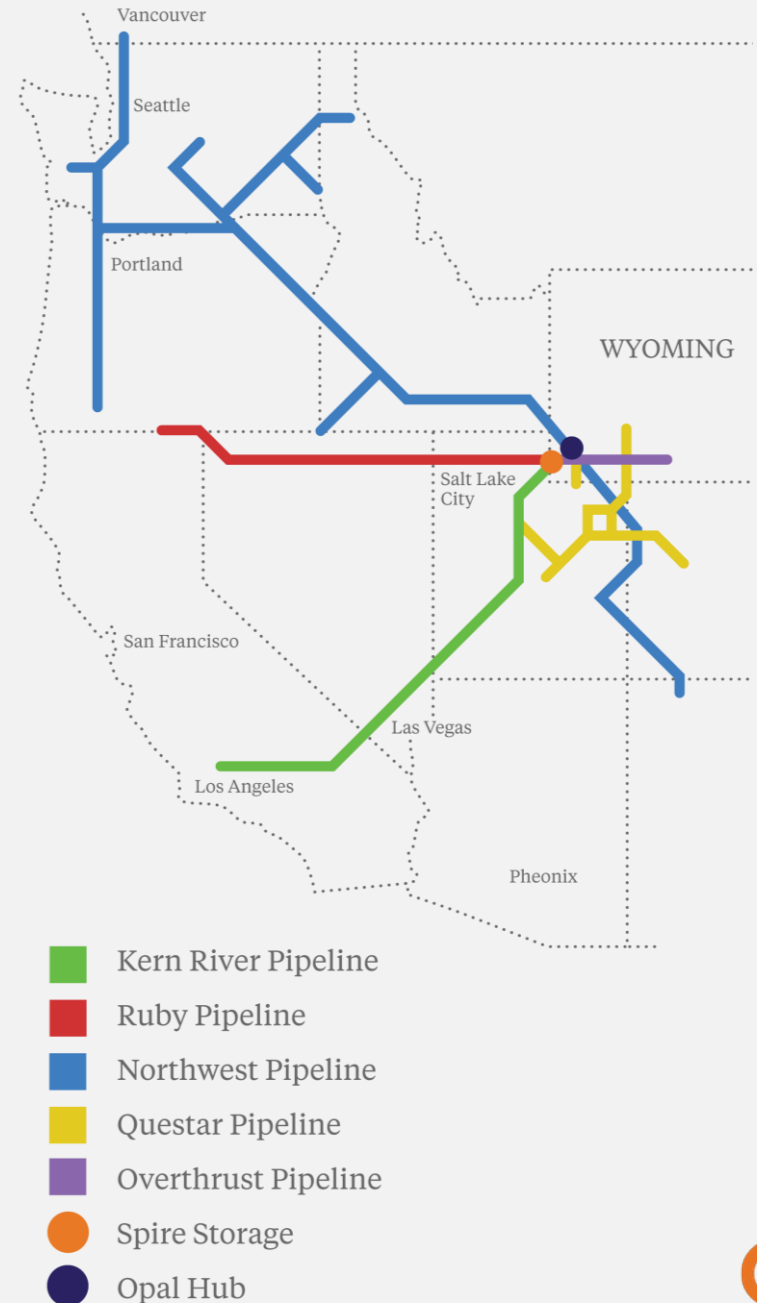 Vancouver
Seattle
Portland
WYOMING
Salt Lake
City
San Francisco
Las Vegas
Los Angeles
Pheonix
Kern River Pipeline
Ruby Pipeline
Northwest Pipeline
Questar Pipeline
Overthrust Pipeline
Spire Storage
Opal Hub